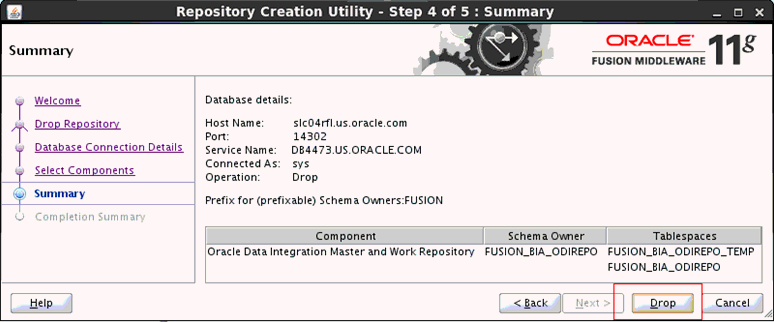 Repository Creation Utility - Step 4 of 5 : Summary
Summary
ORACLE
FUSION MIDDLEWARE
11g
Welcome
Drop Repository
Database Connection Details
Select Components
Summary
Completion Summary
Database details:
Host Name: slc04rfl.us.oracle.com
Port: 14302
Service Name: DB4473.US.ORACLE.COM
Connected As: sys
Operation: Drop
Prefix for (prefixable) Schema Owners:FUSION
Component Schema Owner Tablespaces
Oracle Data Integration Master and Work Repository FUSION_BIA_ODIREPO FUSION_BIA_ODIREPO_TEMP
FUSION_BIA_ODIREPO
Help < Back Next > Drop Cancel